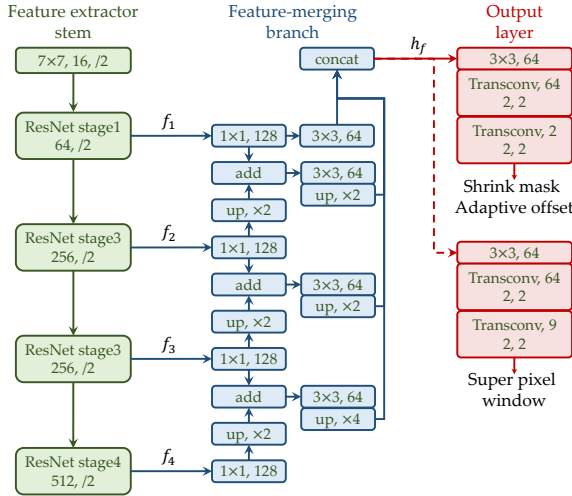 Feature extractor
stem
7×7, 16, /2
ResNet stage1
64, /2
ResNet stage3
256, /2
ResNet stage3
256, /2
ResNet stage4
512, /2
f1
f2
f3
f4
Feature-merging
branch
concat
1×1, 128
3×3, 64
add
3×3, 64
up, ×2
up, ×2
1×1, 128
add
3×3, 64
up, ×2
up, ×2
1×1, 128
add
3×3, 64
up, ×4
up, ×2
1×1, 128
hf
Output
layer
3×3, 64
Transconv, 64
2, 2
Transconv, 2
2, 2
Shrink mask
Adaptive offset
3×3, 64
Transconv, 64
2, 2
Transconv, 9
2, 2
Super pixel
window